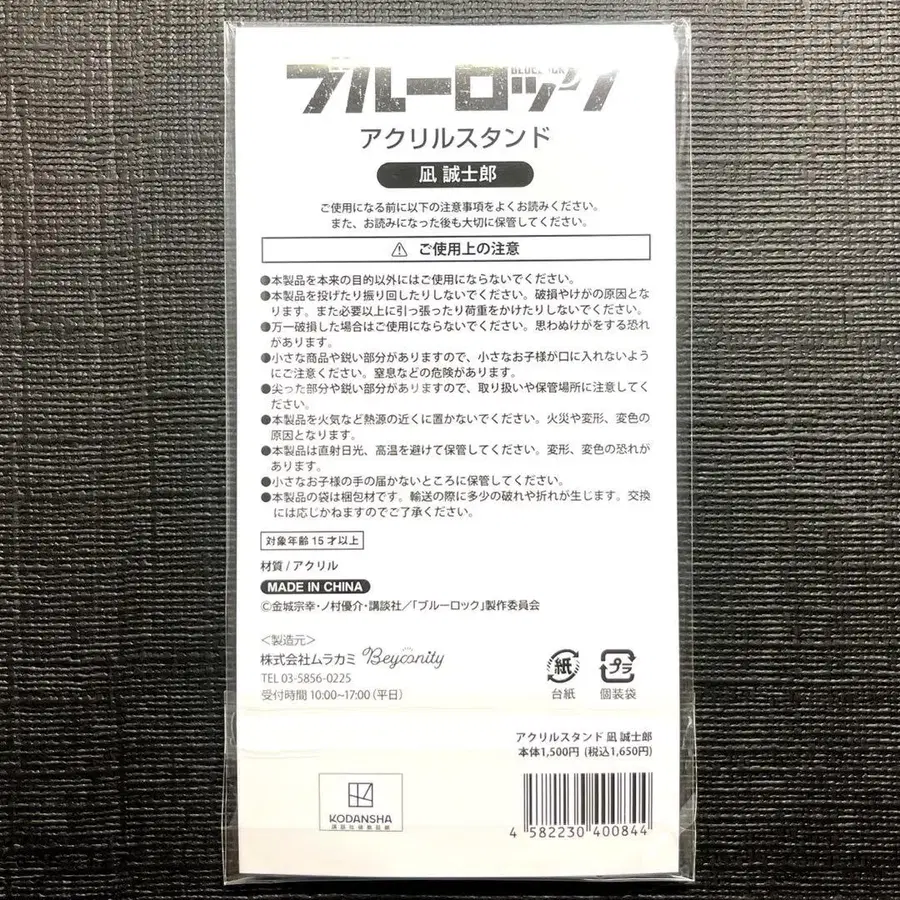 ブルーロック
アクリルスタンド
凪 誠士郎
ご使用になる前に以下の注意事項をよくお読みください。
また、お読みになった後も大切に保管してください。
⚠ ご使用上の注意
●本製品を本来の目的以外にはご使用にならないでください。
●本製品を投げたり振り回したりしないでください。破損やけがの原因とな
ります。また必要以上に引っ張ったり荷重をかけたりしないでください。
●万一破損した場合はご使用にならないでください。思わぬけがをする恐れ
があります。
●小さな商品や鋭い部分がありますので、小さなお子様が口に入れないよう
にご注意ください。窒息などの危険があります。
●尖った部分や鋭い部分がありますので、取り扱いや保管場所に注意してく
ださい。
●本製品を火気など熱源の近くに置かないでください。火災や変形、変色の
原因となります。
●本製品は直射日光、高温を避けて保管してください。変形、変色の恐れが
あります。
●小さなお子様の手の届かないところに保管してください。
●本製品の袋は梱包材です。輸送の際に多少の破れや折れが生じます。交換
には応じかねますのでご了承ください。
対象年齢15才以上
材質/アクリル
MADE IN CHINA
©金城宗幸・ノ村優介・講談社/「ブルーロック」製作委員会
<製造元>
株式会社ムラカミ Beyonity
TEL 03-5856-0225
受付時間 10:00~17:00（平日）
紙 プラ
台紙 個装袋
アクリルスタンド 凪 誠士郎
本体1,500円（税込1,650円）
KODANSHA
4 582230 400844